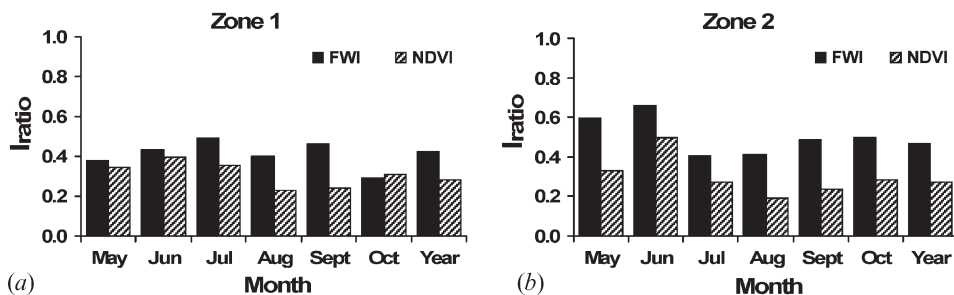 Zone 1
1.0
0.8
0.6
0.4
0.2
0.0
Iratio
FWI NDVI
May Jun Jul Aug Sept Oct Year
Month
(a)
Zone 2
1.0
0.8
0.6
0.4
0.2
0.0
Iratio
FWI NDVI
May Jun Jul Aug Sept Oct Year
Month
(b)